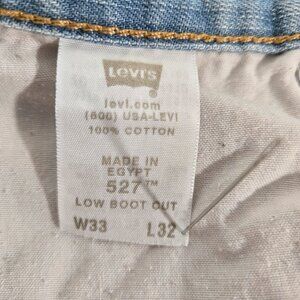 Levi's
levi.com
(800) USA-LEVI
100% COTTON
MADE IN
EGYPT
527™
LOW BOOT CUT
W33 L32